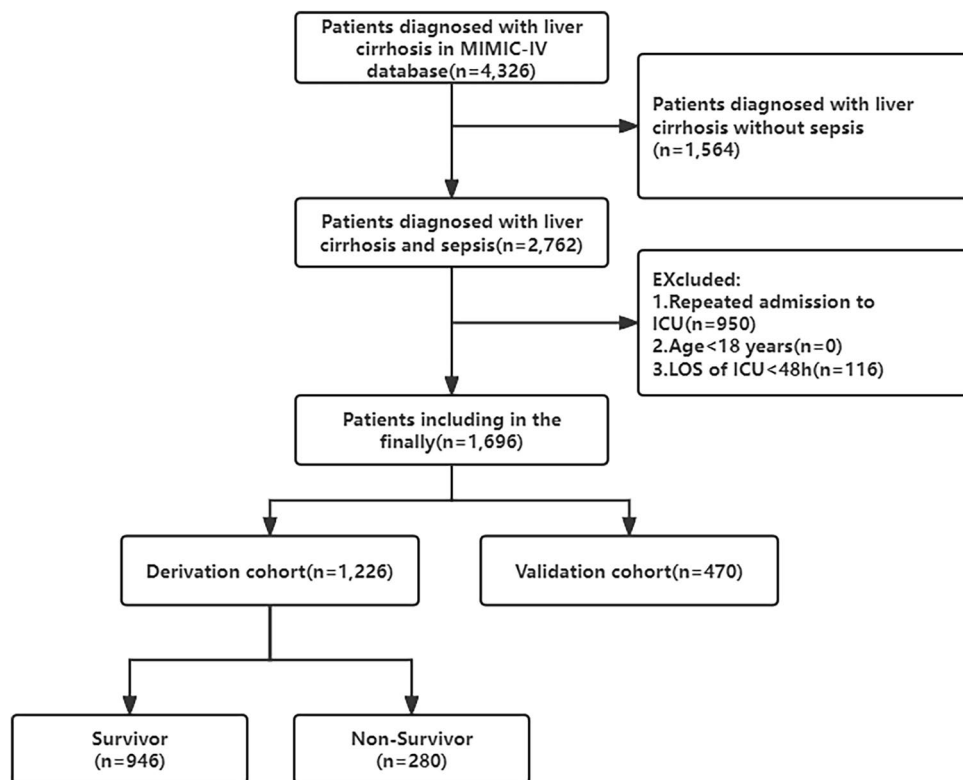 Patients diagnosed with liver
cirrhosis in MIMIC-IV
database(n=4,326)
Patients diagnosed with liver
cirrhosis without sepsis
(n=1,564)
Patients diagnosed with liver
cirrhosis and sepsis(n=2,762)
EXcluded:
1.Repeated admission to
ICU(n=950)
2.Age<18 years(n=0)
3.LOS of ICU<48h(n=116)
Patients including in the
finally(n=1,696)
Derivation cohort(n=1,226)
Validation cohort(n=470)
Survivor
(n=946)
Non-Survivor
(n=280)